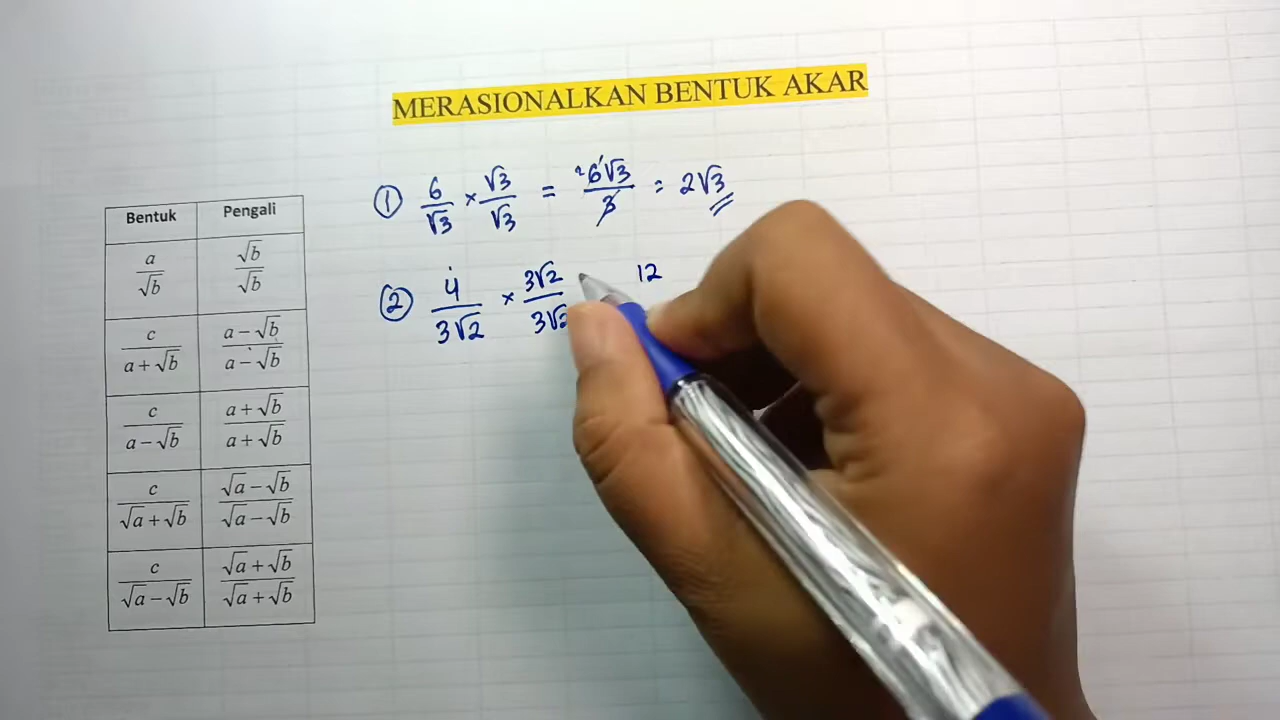 MERASIONALKAN BENTUK AKAR
① 6/√3 × √3/√3 = ²6√3/3 = 2√3
② 4/3√2 × 3√2/3√2 12
Bentuk Pengali
a/√b √b/√b
c/a + √b a − √b/a − √b
c/a − √b a + √b/a + √b
c/√a + √b √a − √b/√a − √b
c/√a − √b √a + √b/√a + √b